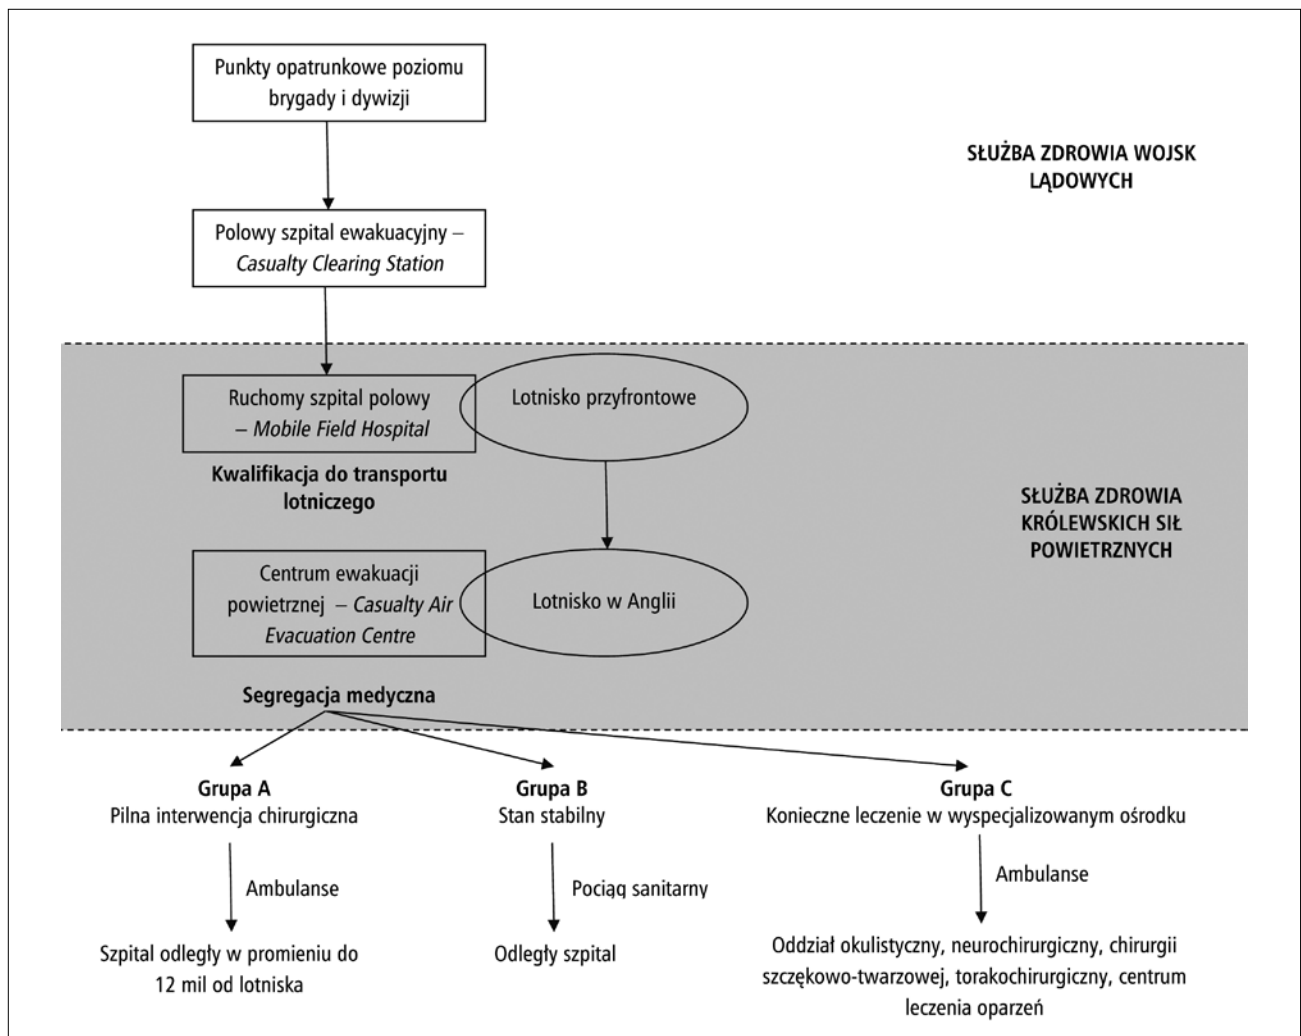 Punkty opatrunkowe poziomu
brygady i dywizji
SŁUŻBA ZDROWIA WOJSK
LĄDOWYCH
Polowy szpital ewakuacyjny –
Casualty Clearing Station
Ruchomy szpital polowy
– Mobile Field Hospital
Lotnisko przyfrontowe
Kwalifikacja do transportu
lotniczego
SŁUŻBA ZDROWIA
KRÓLEWSKICH SIŁ
POWIETRZNYCH
Centrum ewakuacji
powietrznej – Casualty Air
Evacuation Centre
Lotnisko w Anglii
Segregacja medyczna
Grupa A
Pilna interwencja chirurgiczna
Grupa B
Stan stabilny
Grupa C
Konieczne leczenie w wyspecjalizowanym ośrodku
Ambulanse
Pociąg sanitarny
Ambulanse
Szpital odległy w promieniu do
12 mil od lotniska
Odległy szpital
Oddział okulistyczny, neurochirurgiczny, chirurgii
szczękowo-twarzowej, torakochirurgiczny, centrum
leczenia oparzeń